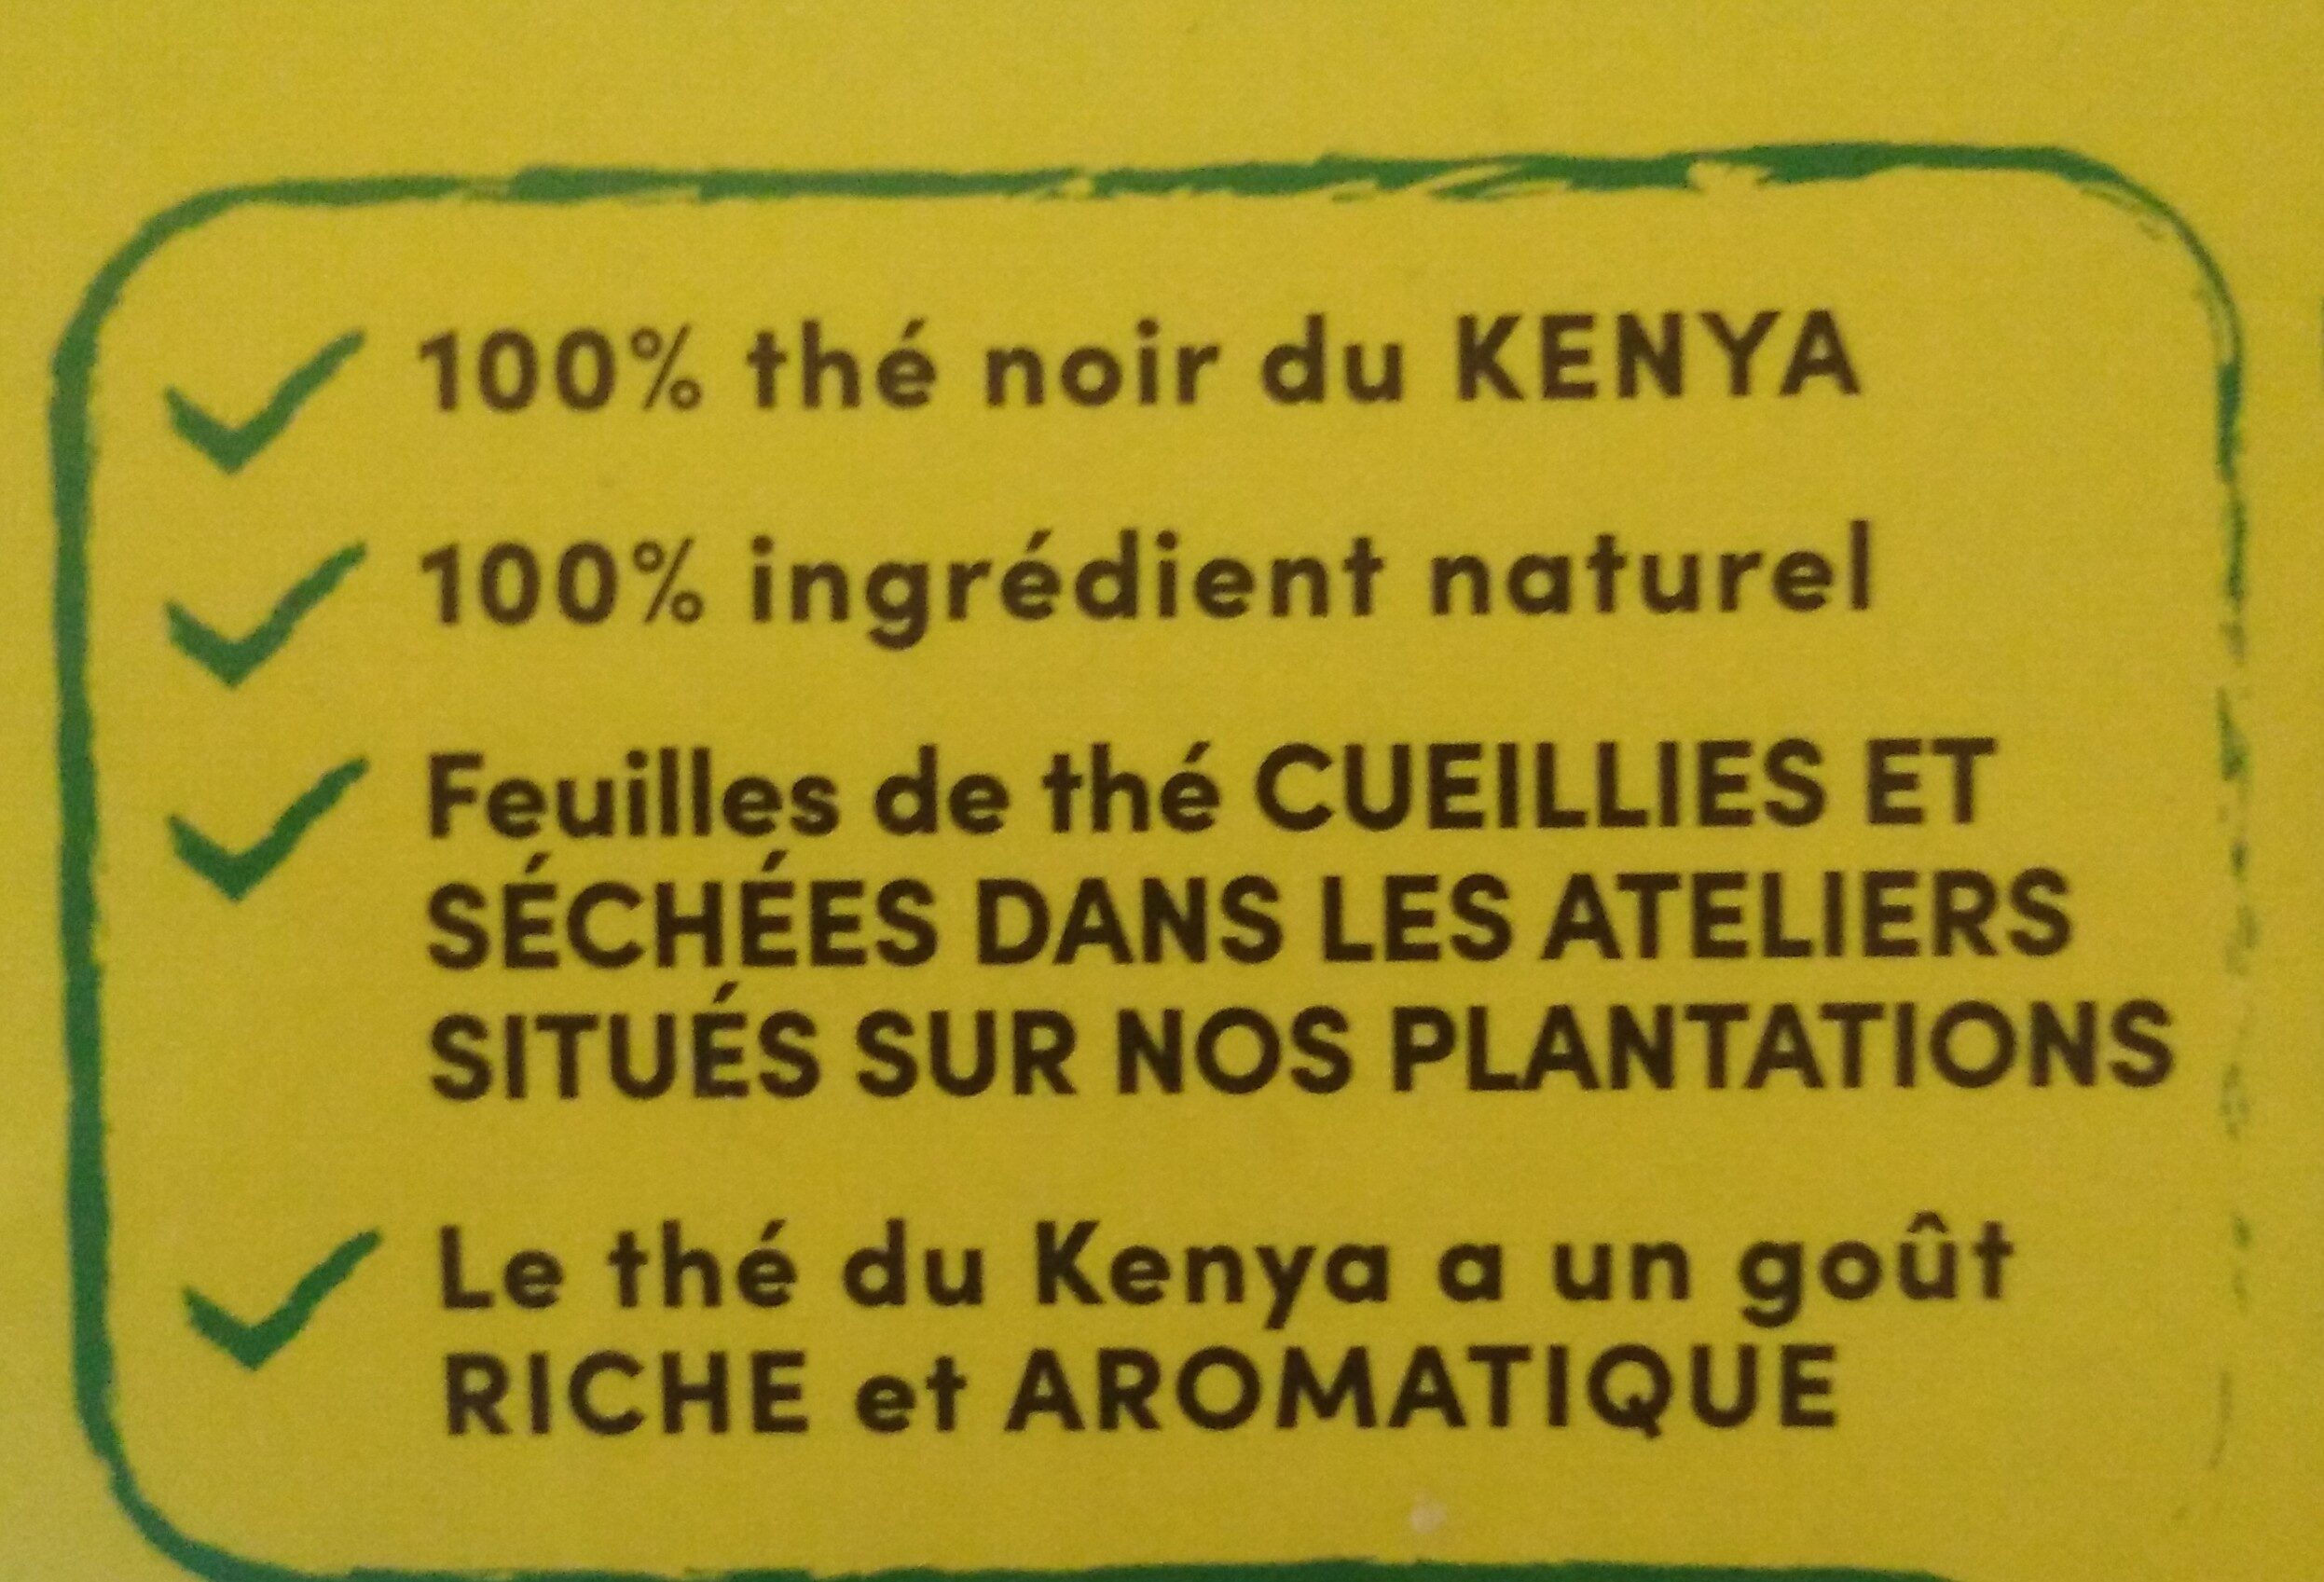 100% thé noir du KENYA
100% ingrédient naturel
Feuilles de thé CUEILLIES ET
SÉCHÉES DANS LES ATELIERS
SITUÉS SUR NOS PLANTATIONS
Le thé du Kenya a un goût
RICHE et AROMATIQUE